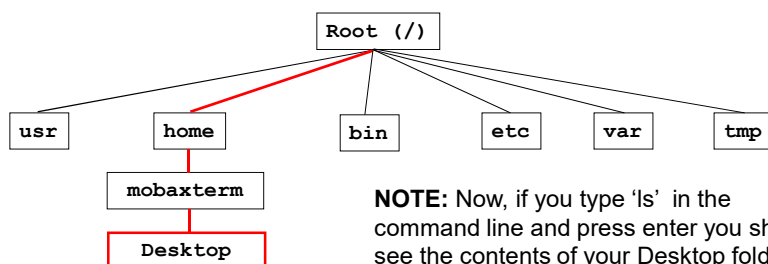 Root (/)
usr home bin etc var tmp
mobaxterm
Desktop
NOTE: Now, if you type ‘ls’ in the
command line and press enter you sh
see the contents of your Desktop fold